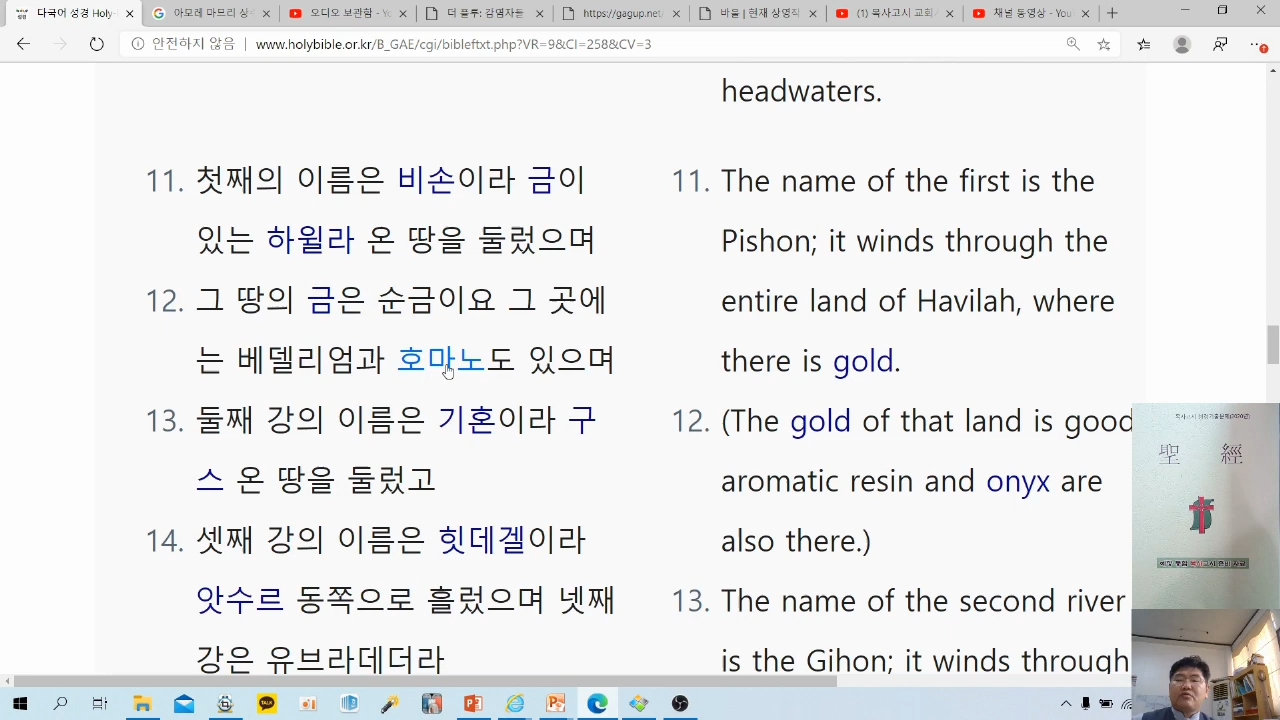 다국어 성경 Holy-
아모레 마프리 상
오디오 보관함 - Yo
더 플루: 감염자들
https://gagup.net/
바울 | 현재 상영작
(1) 목사고시 교회
채널 동영상 - You
안전하지 않음 | www.holybible.or.kr/B_GAE/cgi/bibleftxt.php?VR=9&CI=258&CV=3
headwaters.
11. 첫째의 이름은 비손이라 금이
있는 하윌라 온 땅을 둘렀으며
12. 그 땅의 금은 순금이요 그 곳에
는 베델리엄과 호마노도 있으며
13. 둘째 강의 이름은 기혼이라 구
스 온 땅을 둘렀고
14. 셋째 강의 이름은 힛데겔이라
앗수르 동쪽으로 흘렀으며 넷째
강은 유브라데더라
11. The name of the first is the
Pishon; it winds through the
entire land of Havilah, where
there is gold.
12. (The gold of that land is good
aromatic resin and onyx are
also there.)
13. The name of the second river
is the Gihon; it winds through
聖 經